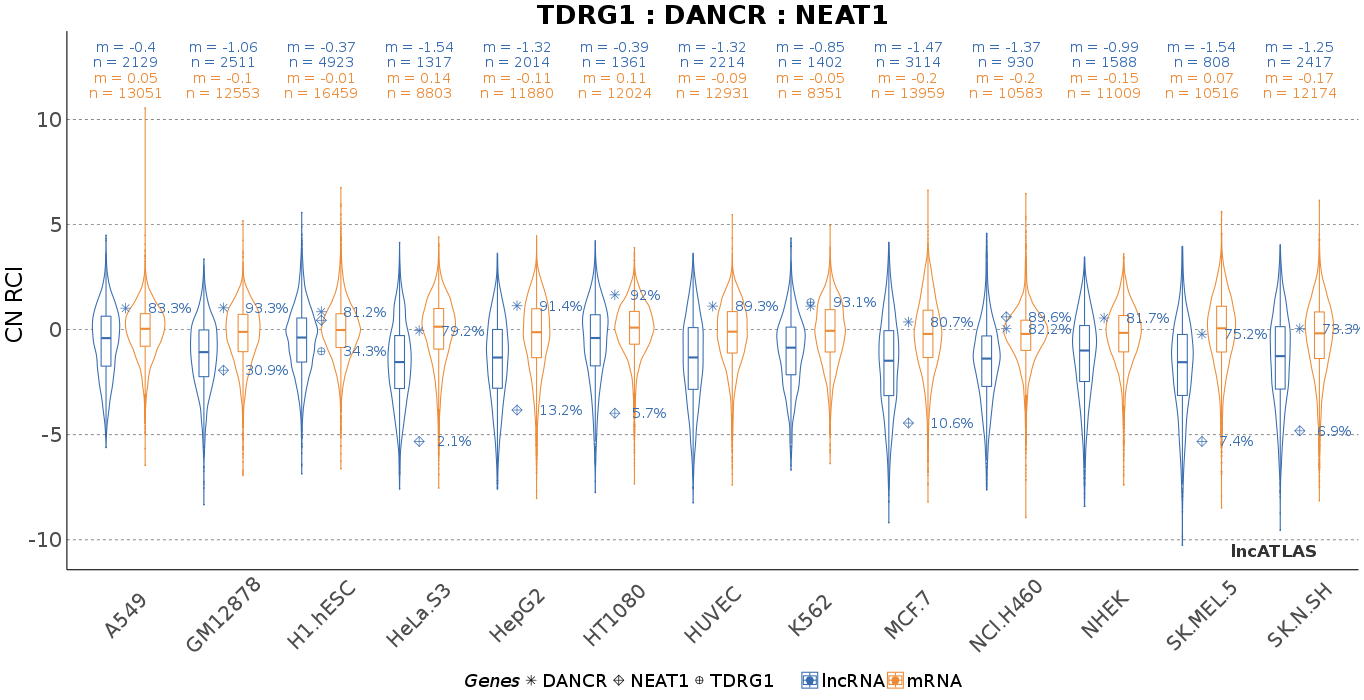 TDRG1 : DANCR : NEAT1
m = -0.4 m = -1.06 m = -0.37 m = -1.54 m = -1.32 m = -0.39 m = -1.32 m = -0.85 m = -1.47 m = -1.37 m = -0.99 m = -1.54 m = -1.25
n = 2129 n = 2511 n = 4923 n = 1317 n = 2014 n = 1361 n = 2214 n = 1402 n = 3114 n = 930 n = 1588 n = 808 n = 2417
m = 0.05 m = -0.1 m = -0.01 m = 0.14 m = -0.11 m = 0.11 m = -0.09 m = -0.05 m = -0.2 m = -0.2 m = -0.15 m = 0.07 m = -0.17
n = 13051 n = 12553 n = 16459 n = 8803 n = 11880 n = 12024 n = 12931 n = 8351 n = 13959 n = 10583 n = 11009 n = 10516 n = 12174
10
5
CN RCI
92%
93.1%
83.3% 93.3% 91.4% 89.3%
81.2% 89.6% 81.7%
80.7%
0
79.2% 82.2% 75.2% 73.3%
34.3%
30.9%
13.2% 5.7%
10.6%
-5
2.1% 7.4% 6.9%
-10
lncATLAS
A549 GM12878 H1.hESC HeLa.S3 HepG2 HT1080 HUVEC K562 MCF.7 NCI.H460 NHEK SK.MEL.5 SK.N.SH
Genes DANCR NEAT1 TDRG1 lncRNA mRNA